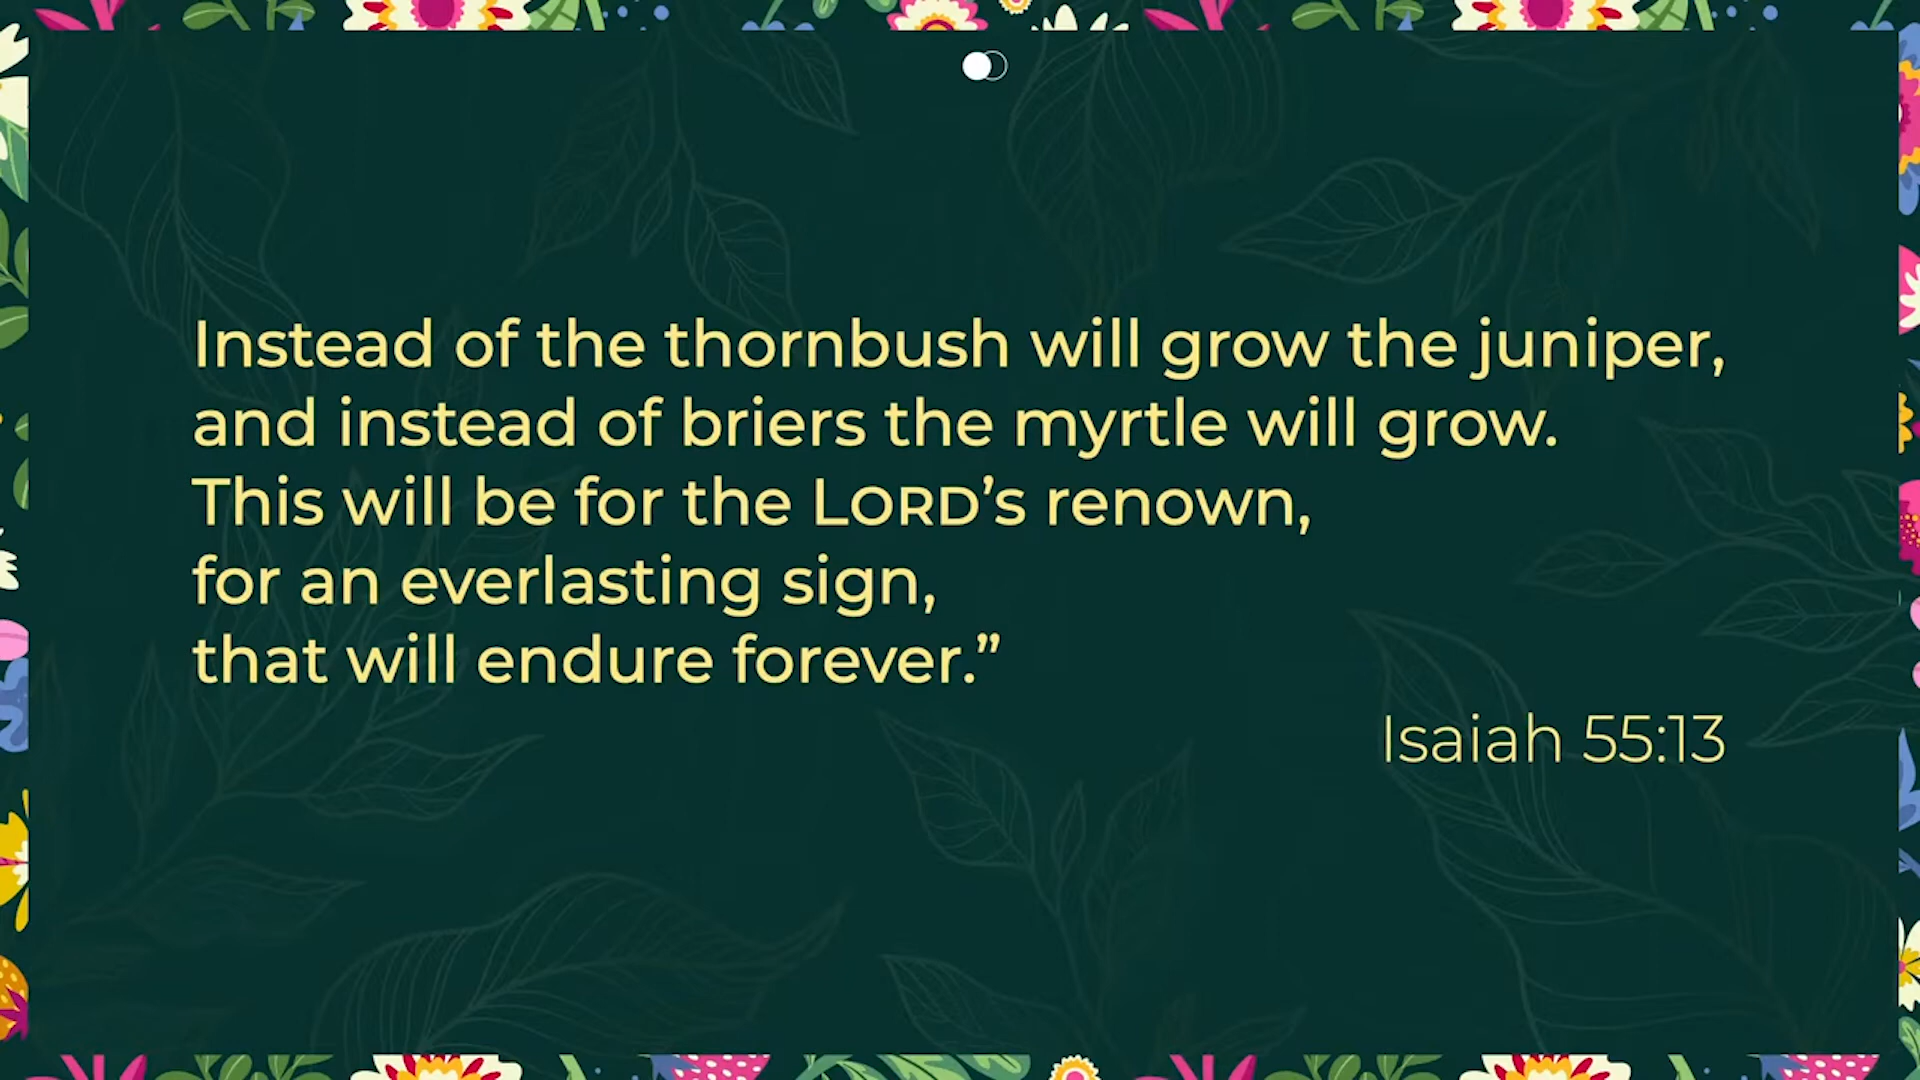 Instead of the thornbush will grow the juniper,
and instead of briers the myrtle will grow.
This will be for the LORD’s renown,
for an everlasting sign,
that will endure forever.”
Isaiah 55:13